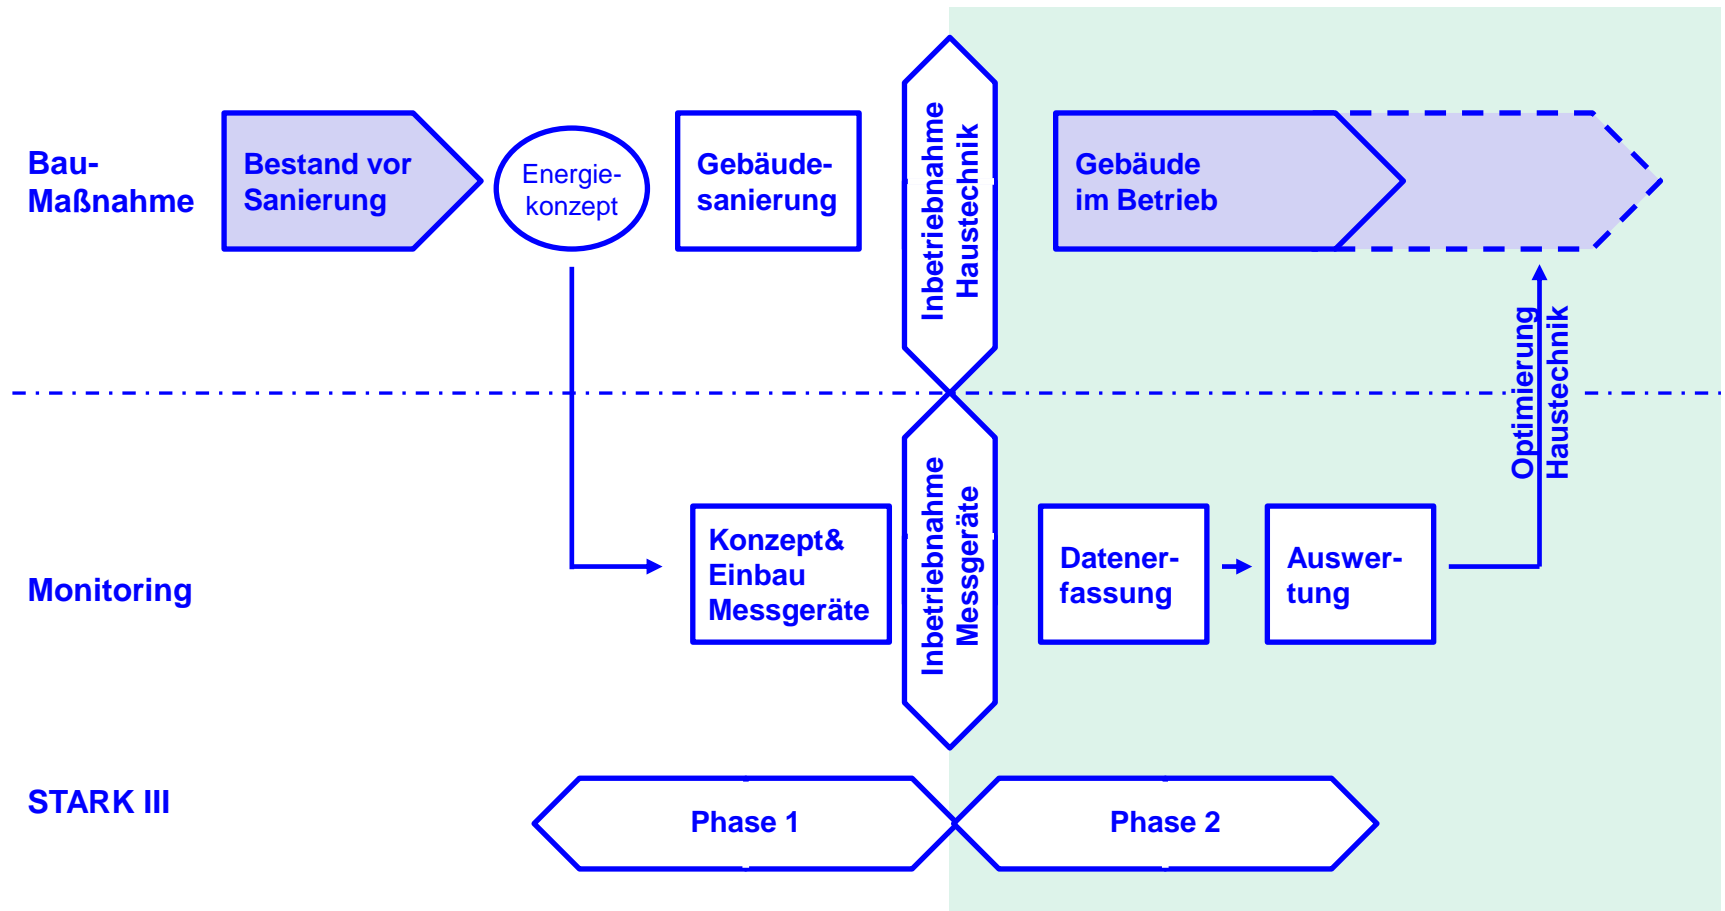 Bau-
Maßnahme
Bestand vor
Sanierung
Energie-
konzept
Gebäude-
sanierung
Inbetriebnahme
Haustechnik
Gebäude
im Betrieb
Optimierung
Haustechnik
Monitoring
Konzept&
Einbau
Messgeräte
Inbetriebnahme
Messgeräte
Datener-
fassung
Auswer-
tung
STARK III
Phase 1
Phase 2